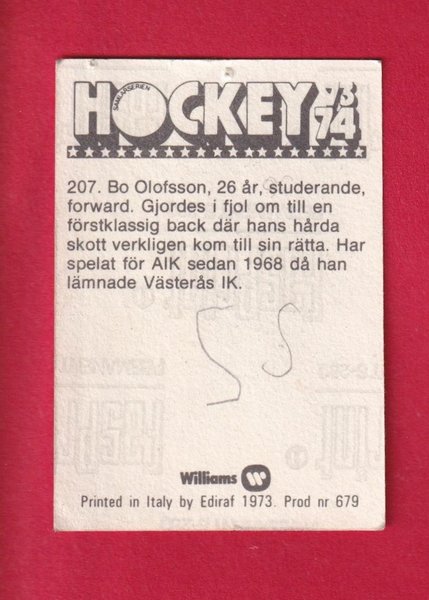 HOCKEY 73
SAMLARSERIEN 74
207. Bo Olofsson, 26 år, studerande,
forward. Gjordes i fjol om till en
förstklassig back där hans hårda
skott verkligen kom till sin rätta. Har
spelat för AIK sedan 1968 då han
lämnade Västerås IK.
Williams
Printed in Italy by Ediraf 1973. Prod nr 679